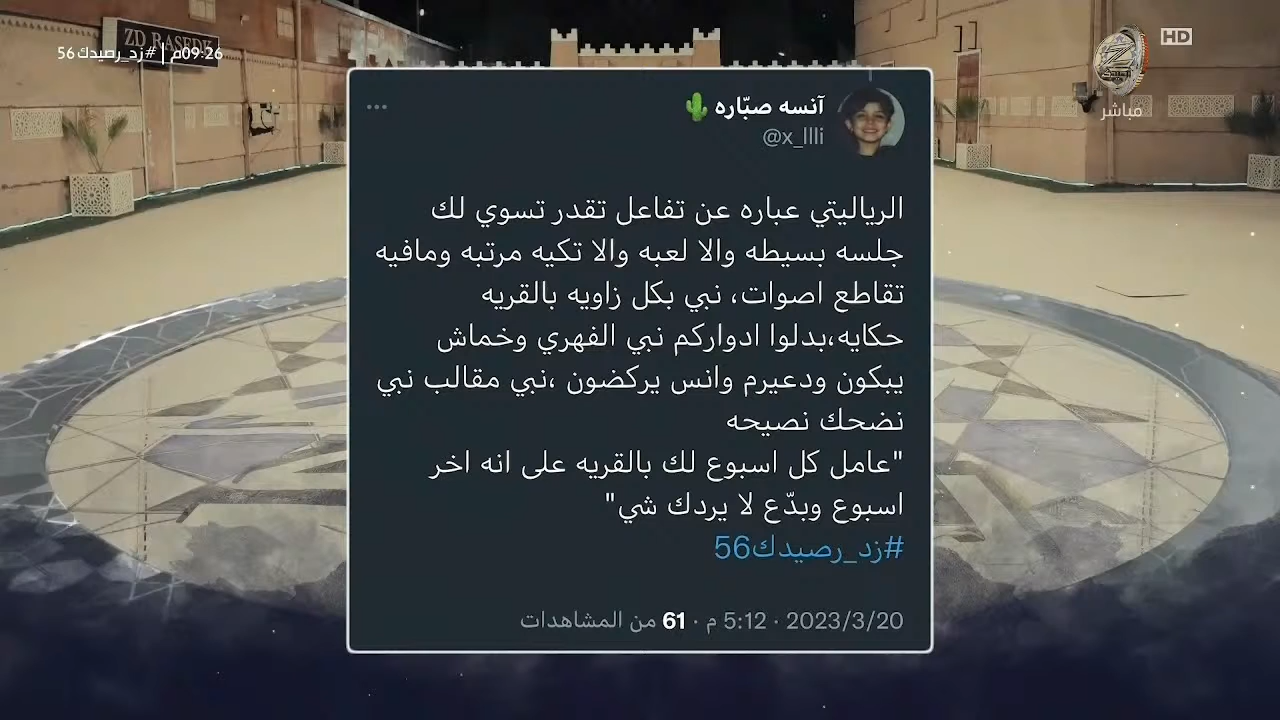 ZD RASEDK
09:26م | #زد_رصيدك56
HD
مباشر
آنسه صبّاره
@x_llli
الرياليتي عباره عن تفاعل تقدر تسوي لك
جلسه بسيطه والا لعبه والا تكيه مرتبه ومافيه
تقاطع اصوات، نبي بكل زاويه بالقريه
حكايه،بدلوا ادواركم نبي الفهري وخماش
يبكون ودعيرم وانس يركضون ،نبي مقالب نبي
نضحك نصيحه
"عامل كل اسبوع لك بالقريه على انه اخر
اسبوع وبدّع لا يردك شي"
#زد_رصيدك56
2023/3/20 · 5:12 م · 61 من المشاهدات